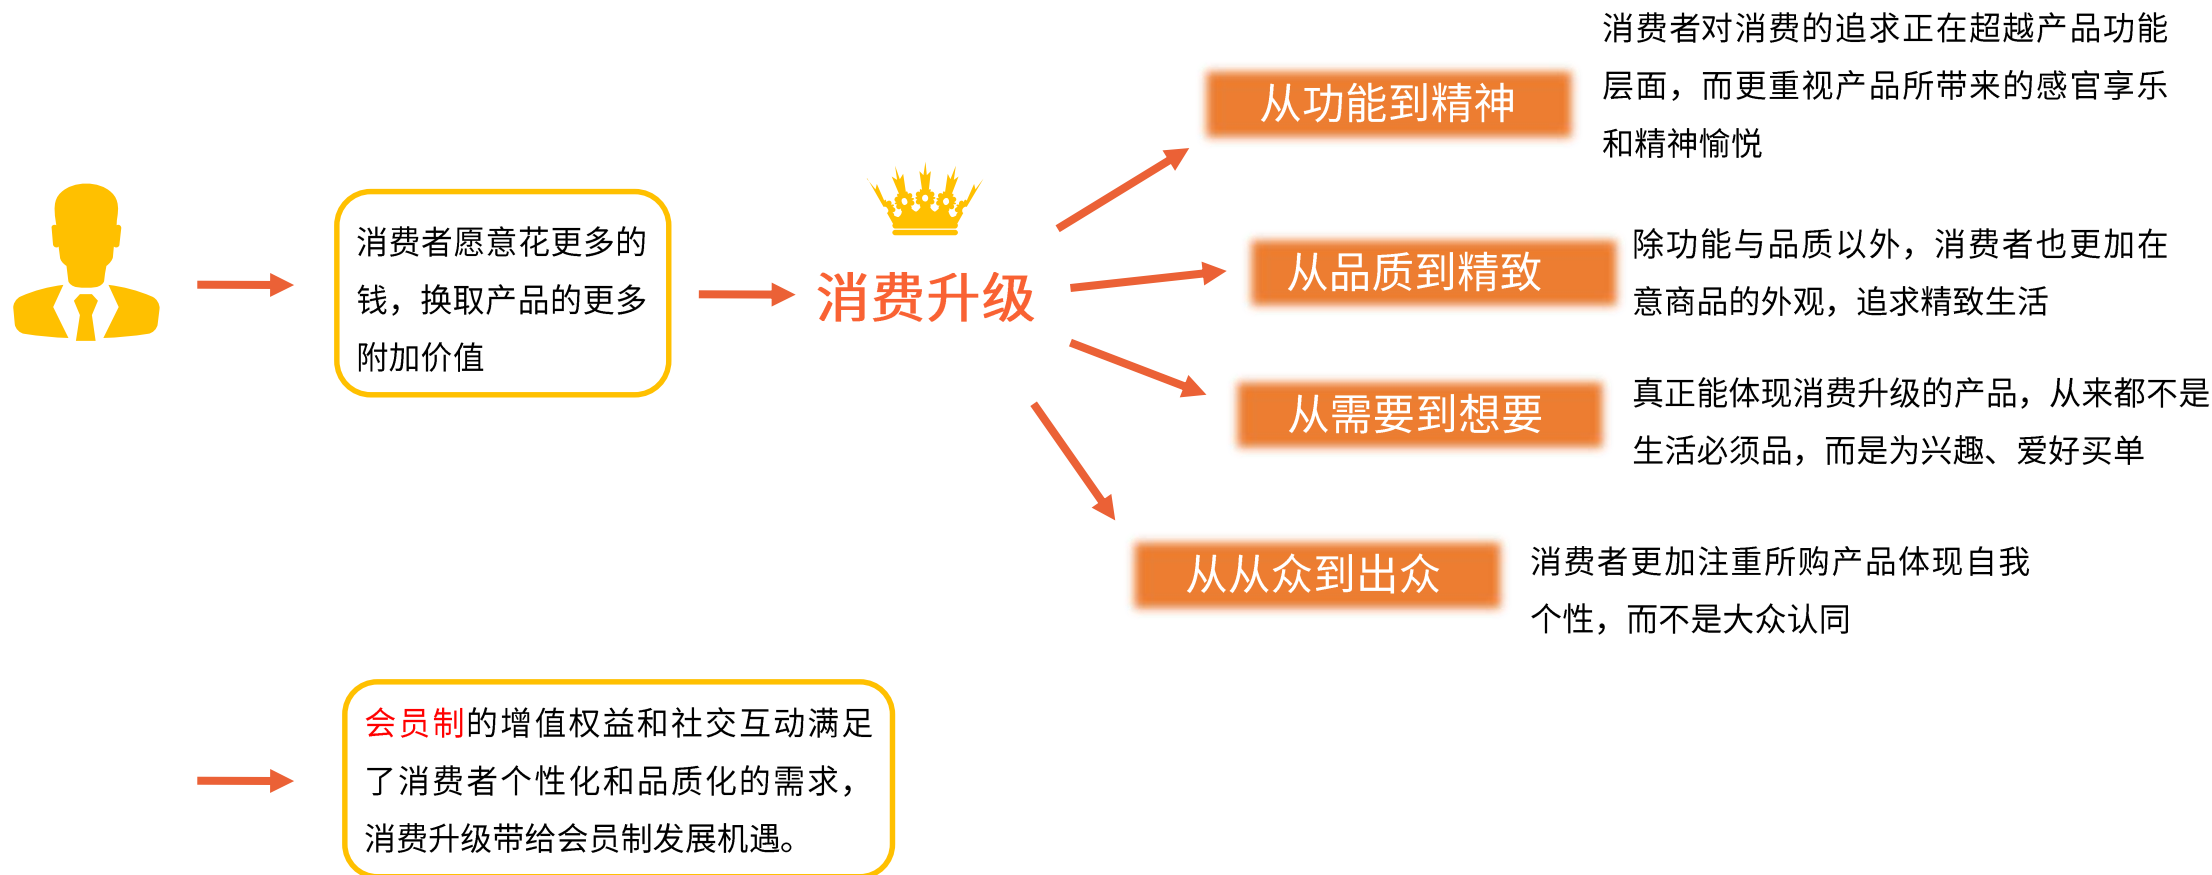 消费者愿意花更多的
钱，换取产品的更多
附加价值
消费升级
从功能到精神
消费者对消费的追求正在超越产品功能
层面，而更重视产品所带来的感官享乐
和精神愉悦
从品质到精致
除功能与品质以外，消费者也更加在
意商品的外观，追求精致生活
从需要到想要
真正能体现消费升级的产品，从来都不是
生活必须品，而是为兴趣、爱好买单
从从众到出众
消费者更加注重所购产品体现自我
个性，而不是大众认同
会员制的增值权益和社交互动满足
了消费者个性化和品质化的需求，
消费升级带给会员制发展机遇。